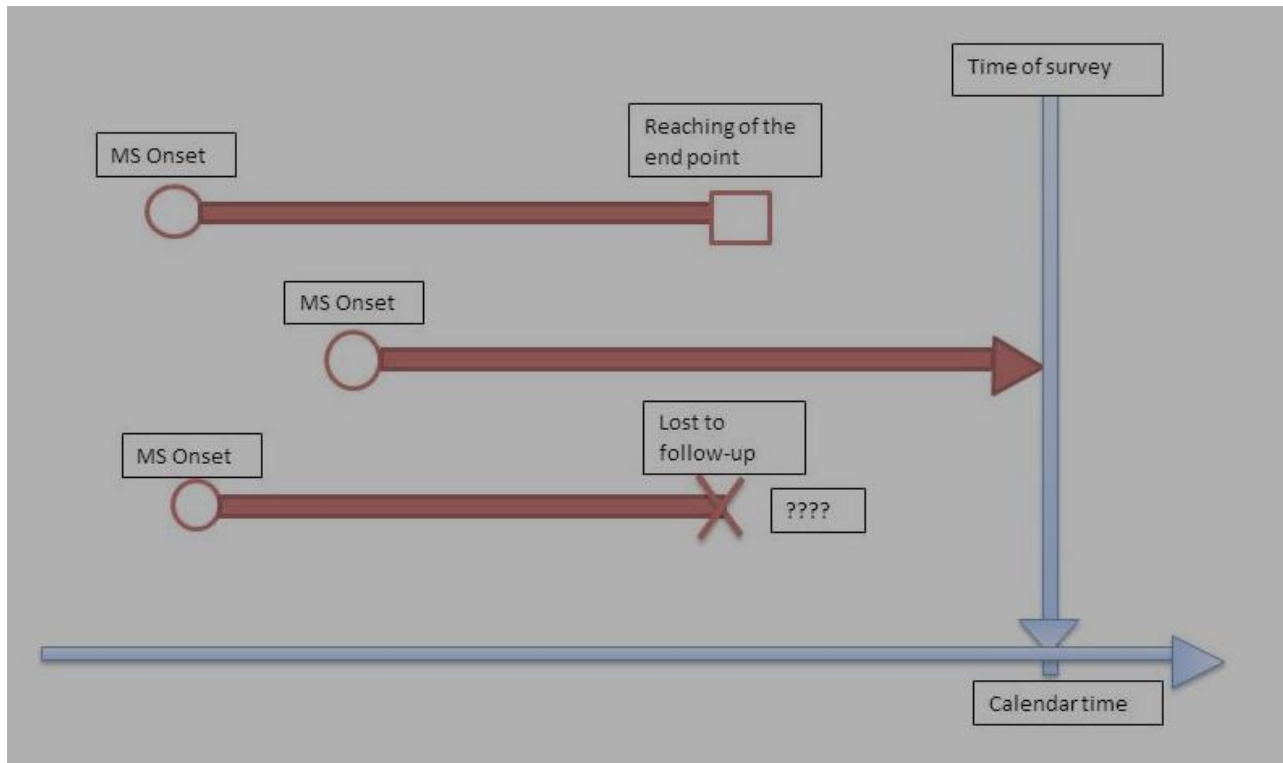 Time of survey
Reaching of the
end point
MS Onset
MS Onset
Lost to
follow-up
MS Onset
????
Calendar time